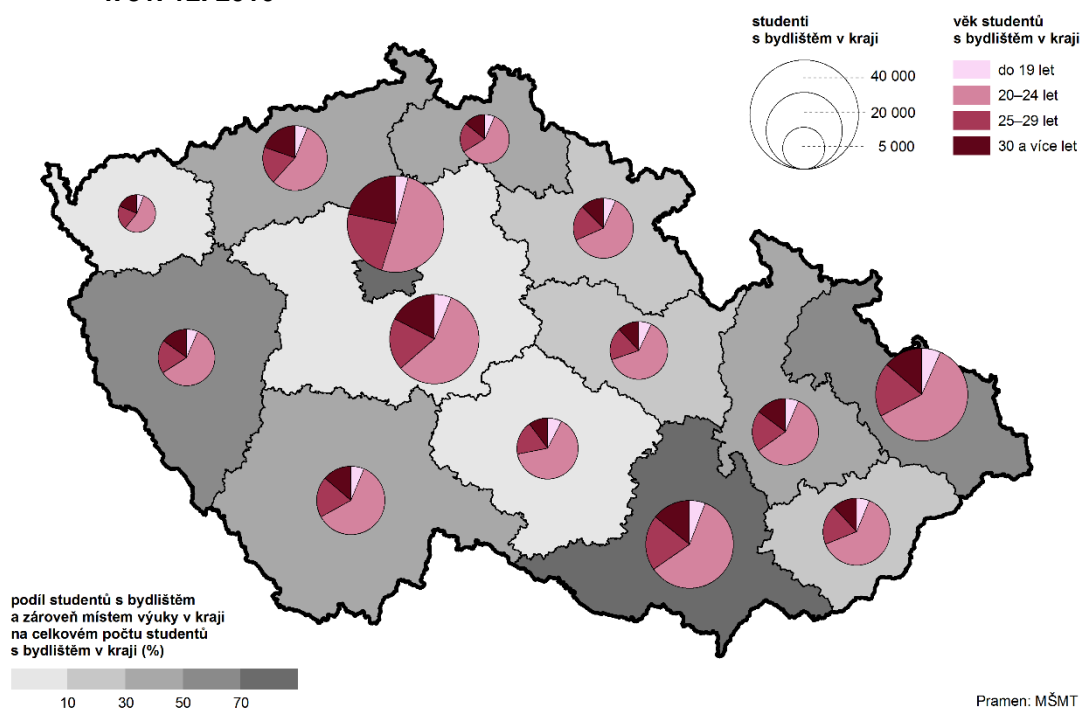 studenti
s bydlištěm v kraji
40 000
20 000
5 000
věk studentů
s bydlištěm v kraji
do 19 let
20–24 let
25–29 let
30 a více let
podíl studentů s bydlištěm
a zároveň místem výuky v kraji
na celkovém počtu studentů
s bydlištěm v kraji (%)
10 30 50 70
Pramen: MŠMT